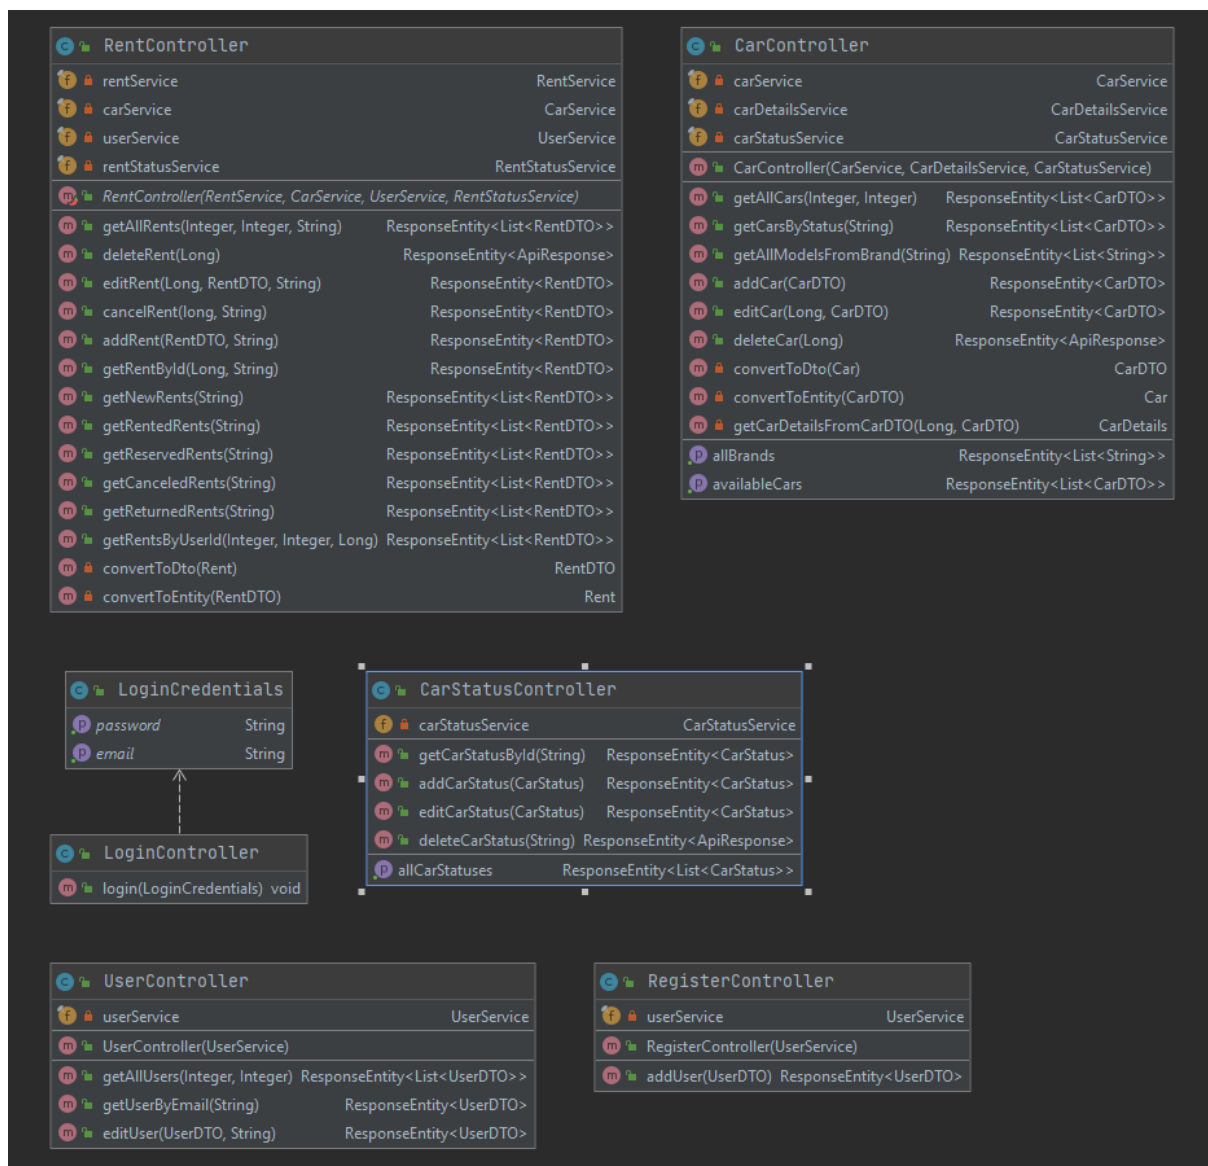 RentController
rentService RentService
carService CarService
userService UserService
rentStatusService RentStatusService
RentController(RentService, CarService, UserService, RentStatusService)
getAllRents(Integer, Integer, String) ResponseEntity<List<RentDTO>>
deleteRent(Long) ResponseEntity<ApiResponse>
editRent(Long, RentDTO, String) ResponseEntity<RentDTO>
cancelRent(long, String) ResponseEntity<RentDTO>
addRent(RentDTO, String) ResponseEntity<RentDTO>
getRentById(Long, String) ResponseEntity<RentDTO>
getNewRents(String) ResponseEntity<List<RentDTO>>
getRentedRents(String) ResponseEntity<List<RentDTO>>
getReservedRents(String) ResponseEntity<List<RentDTO>>
getCanceledRents(String) ResponseEntity<List<RentDTO>>
getReturnedRents(String) ResponseEntity<List<RentDTO>>
getRentsByUserId(Integer, Integer, Long) ResponseEntity<List<RentDTO>>
convertToDto(Rent) RentDTO
convertToEntity(RentDTO) Rent
CarController
carService CarService
carDetailsService CarDetailsService
carStatusService CarStatusService
CarController(CarService, CarDetailsService, CarStatusService)
getAllCars(Integer, Integer) ResponseEntity<List<CarDTO>>
getCarsByStatus(String) ResponseEntity<List<CarDTO>>
getAllModelsFromBrand(String) ResponseEntity<List<String>>
addCar(CarDTO) ResponseEntity<CarDTO>
editCar(Long, CarDTO) ResponseEntity<CarDTO>
deleteCar(Long) ResponseEntity<ApiResponse>
convertToDto(Car) CarDTO
convertToEntity(CarDTO) Car
getCarDetailsFromCarDTO(Long, CarDTO) CarDetails
allBrands ResponseEntity<List<String>>
availableCars ResponseEntity<List<CarDTO>>
LoginCredentials
password String
email String
LoginController
login(LoginCredentials) void
CarStatusController
carStatusService CarStatusService
getCarStatusById(String) ResponseEntity<CarStatus>
addCarStatus(CarStatus) ResponseEntity<CarStatus>
editCarStatus(CarStatus) ResponseEntity<CarStatus>
deleteCarStatus(String) ResponseEntity<ApiResponse>
allCarStatuses ResponseEntity<List<CarStatus>>
UserController
userService UserService
UserController(UserService)
getAllUsers(Integer, Integer) ResponseEntity<List<UserDTO>>
getUserByEmail(String) ResponseEntity<UserDTO>
editUser(UserDTO, String) ResponseEntity<UserDTO>
RegisterController
userService UserService
RegisterController(UserService)
addUser(UserDTO) ResponseEntity<UserDTO>